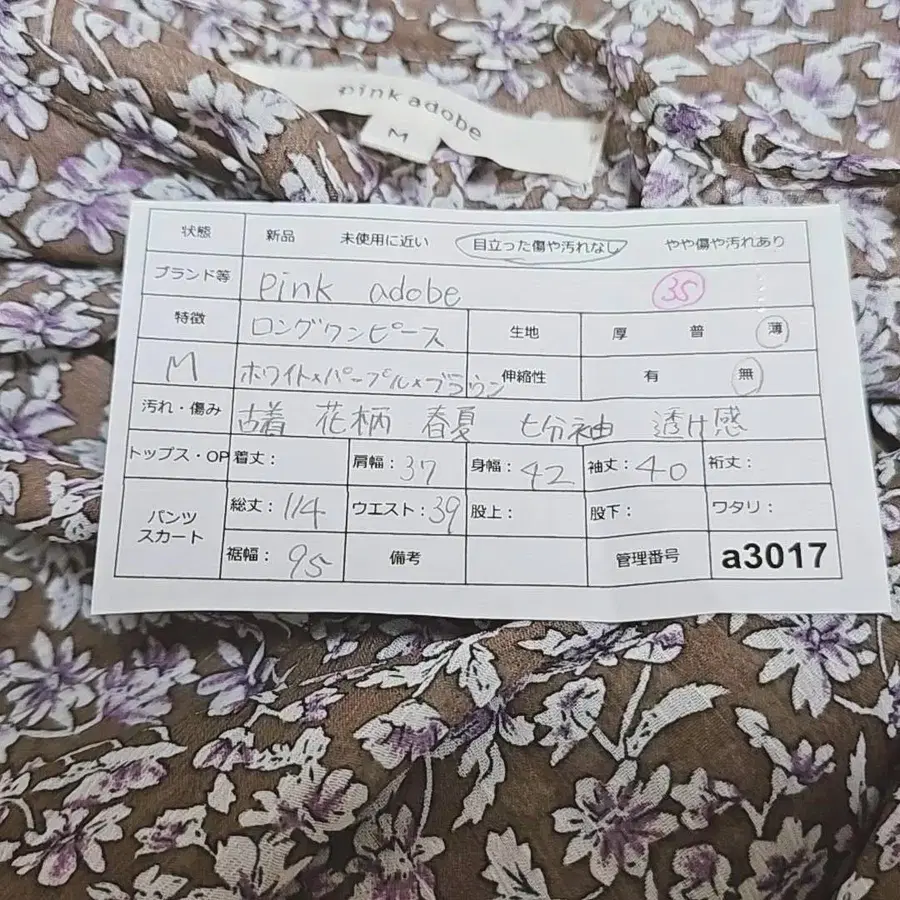 pink adobe
M
状態 新品 未使用に近い 目立った傷や汚れなし やや傷や汚れあり
ブランド等 pink adobe 35
特徴 ロングワンピース 生地 厚 普 薄
M ホワイト×パープル×ブラウン 伸縮性 有 無
汚れ・傷み 古着 花柄 春夏 七分袖 透け感
トップス・OP 着丈： 肩幅：37 身幅：42 袖丈：40 裄丈：
パンツ スカート 総丈：114 ウエスト：39 股上： 股下： ワタリ：
裾幅：95 備考 管理番号 a3017